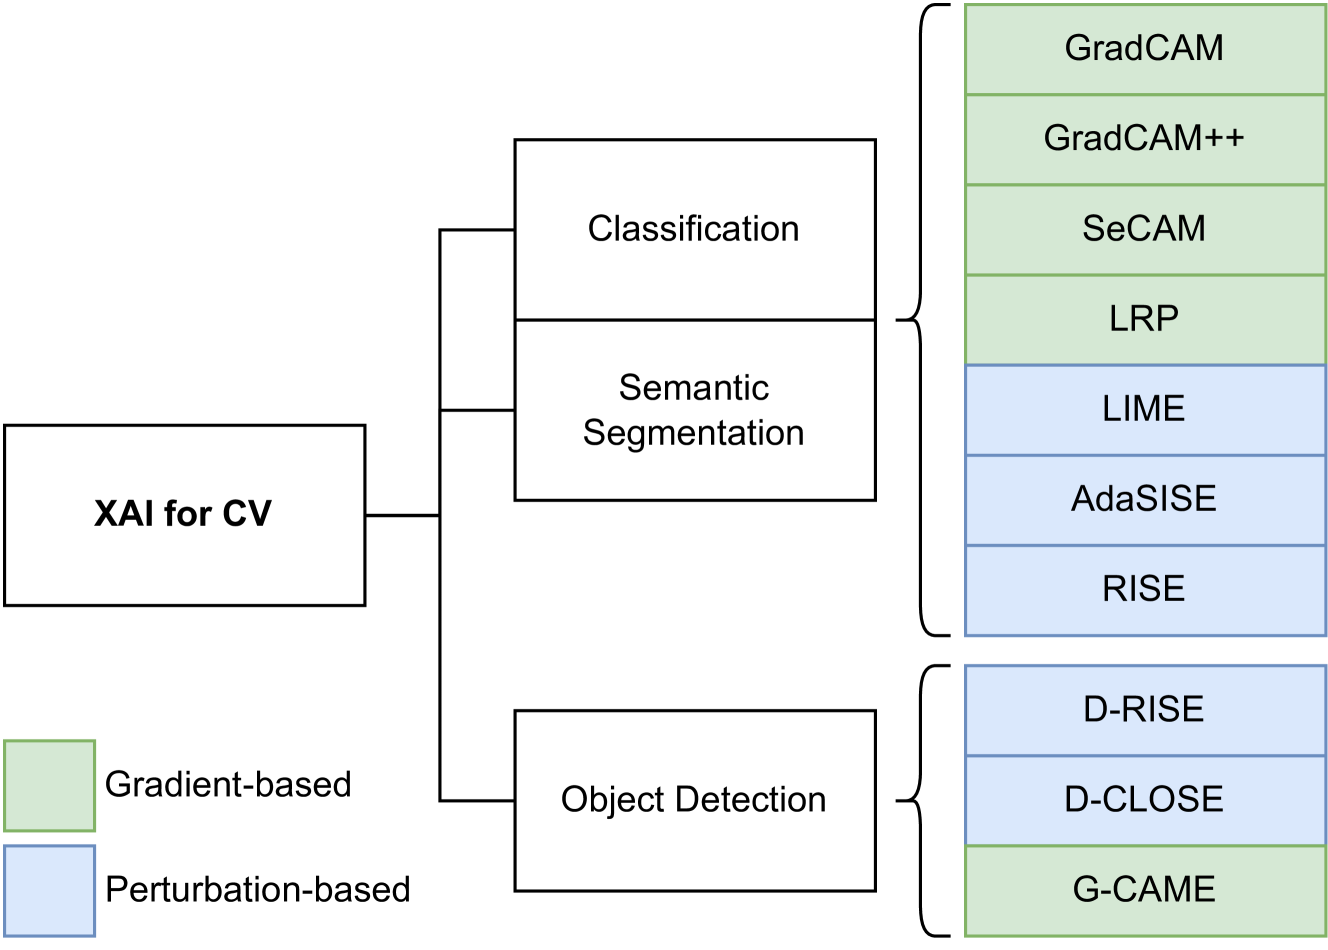 GradCAM
GradCAM++
Classification
SeCAM
LRP
Semantic
Segmentation
LIME
XAI for CV
AdaSISE
RISE
D-RISE
Gradient-based
Object Detection
D-CLOSE
Perturbation-based
G-CAME